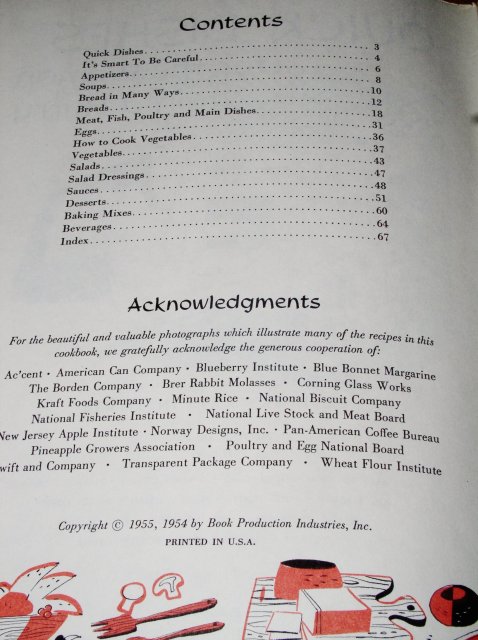 Contents
Quick Dishes 3
It's Smart To Be Careful 4
Appetizers 6
Soups 8
Bread in Many Ways 10
Breads 12
Meat, Fish, Poultry and Main Dishes 18
Eggs 31
How to Cook Vegetables 36
Vegetables 37
Salads 43
Salad Dressings 47
Sauces 48
Desserts 51
Baking Mixes 60
Beverages 64
Index 67
Acknowledgments
For the beautiful and valuable photographs which illustrate many of the recipes in this
cookbook, we gratefully acknowledge the generous cooperation of:
Ac'cent · American Can Company · Blueberry Institute · Blue Bonnet Margarine
The Borden Company · Brer Rabbit Molasses · Corning Glass Works
Kraft Foods Company · Minute Rice · National Biscuit Company
National Fisheries Institute · National Live Stock and Meat Board
New Jersey Apple Institute · Norway Designs, Inc. · Pan-American Coffee Bureau
Pineapple Growers Association · Poultry and Egg National Board
wift and Company · Transparent Package Company · Wheat Flour Institute
Copyright © 1955, 1954 by Book Production Industries, Inc.
PRINTED IN U.S.A.